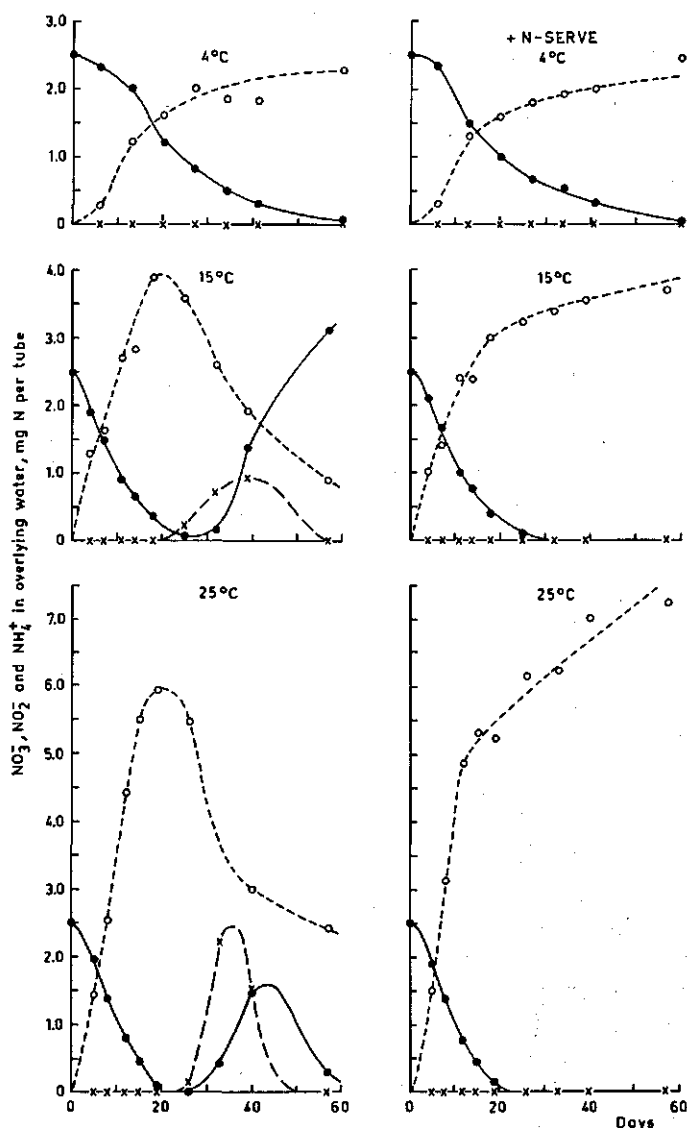 NO₃⁻, NO₂⁻ and NH₄⁺ in overlying water, mg N per tube
4°C
3.0
2.0
1.0
0
+ N-SERVE
4°C
15°C
4.0
3.0
2.0
1.0
0
15°C
25°C
7.0
6.0
5.0
4.0
3.0
2.0
1.0
0
0 20 40 60
25°C
0 20 40 60
Days